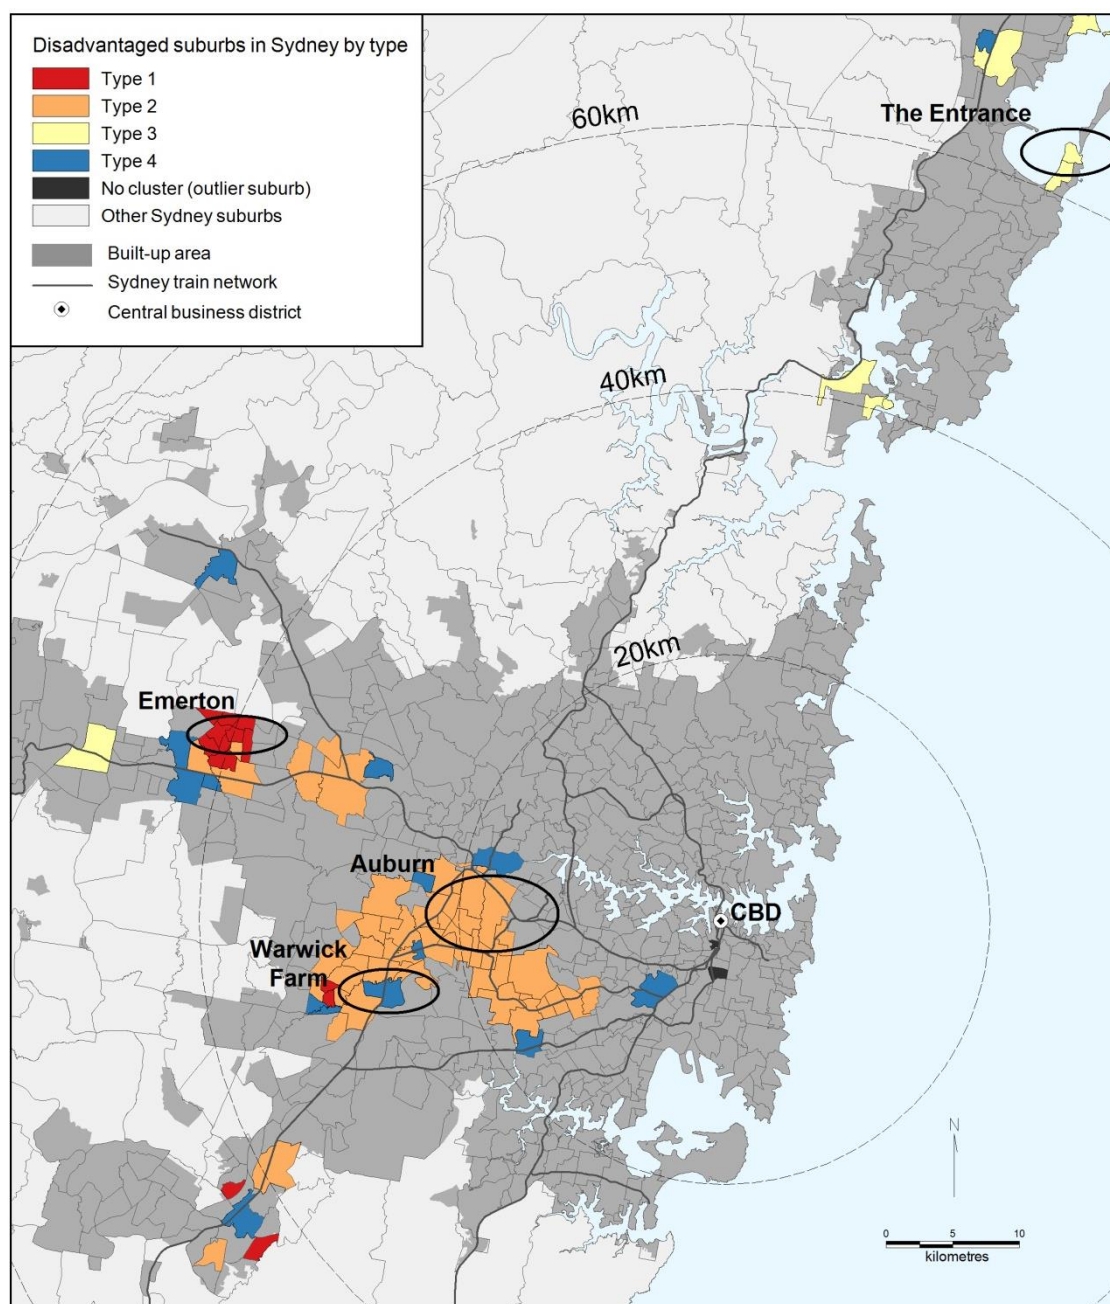 Disadvantaged suburbs in Sydney by type
Type 1
Type 2
Type 3
Type 4
No cluster (outlier suburb)
Other Sydney suburbs
Built-up area
Sydney train network
Central business district
The Entrance
60km
40km
20km
Emerton
Auburn
CBD
Warwick
Farm
N
0 5 10
kilometres